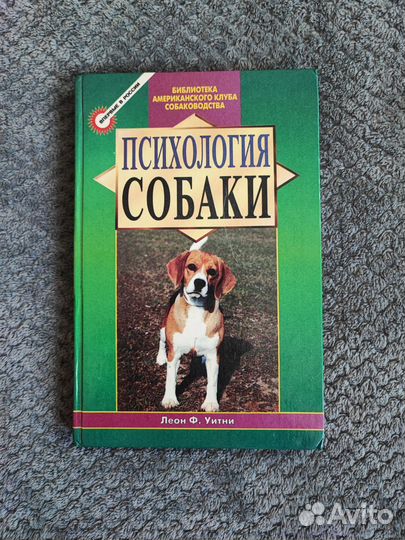 ВПЕРВЫЕ В РОССИИ
БИБЛИОТЕКА
АМЕРИКАНСКОГО КЛУБА
СОБАКОВОДСТВА
ПСИХОЛОГИЯ
СОБАКИ
Леон Ф. Уитни
Avito